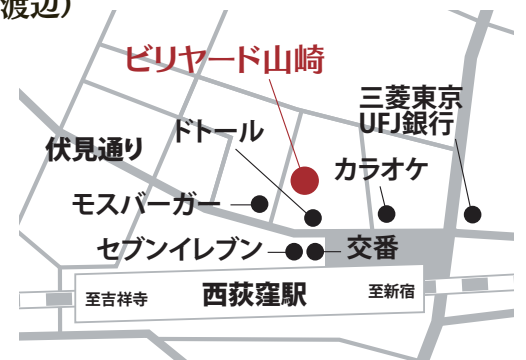 渡辺）
ビリヤード山崎
三菱東京
UFJ銀行
ドトール
伏見通り
カラオケ
モスバーガー
セブンイレブン
交番
至吉祥寺
西荻窪駅
至新宿